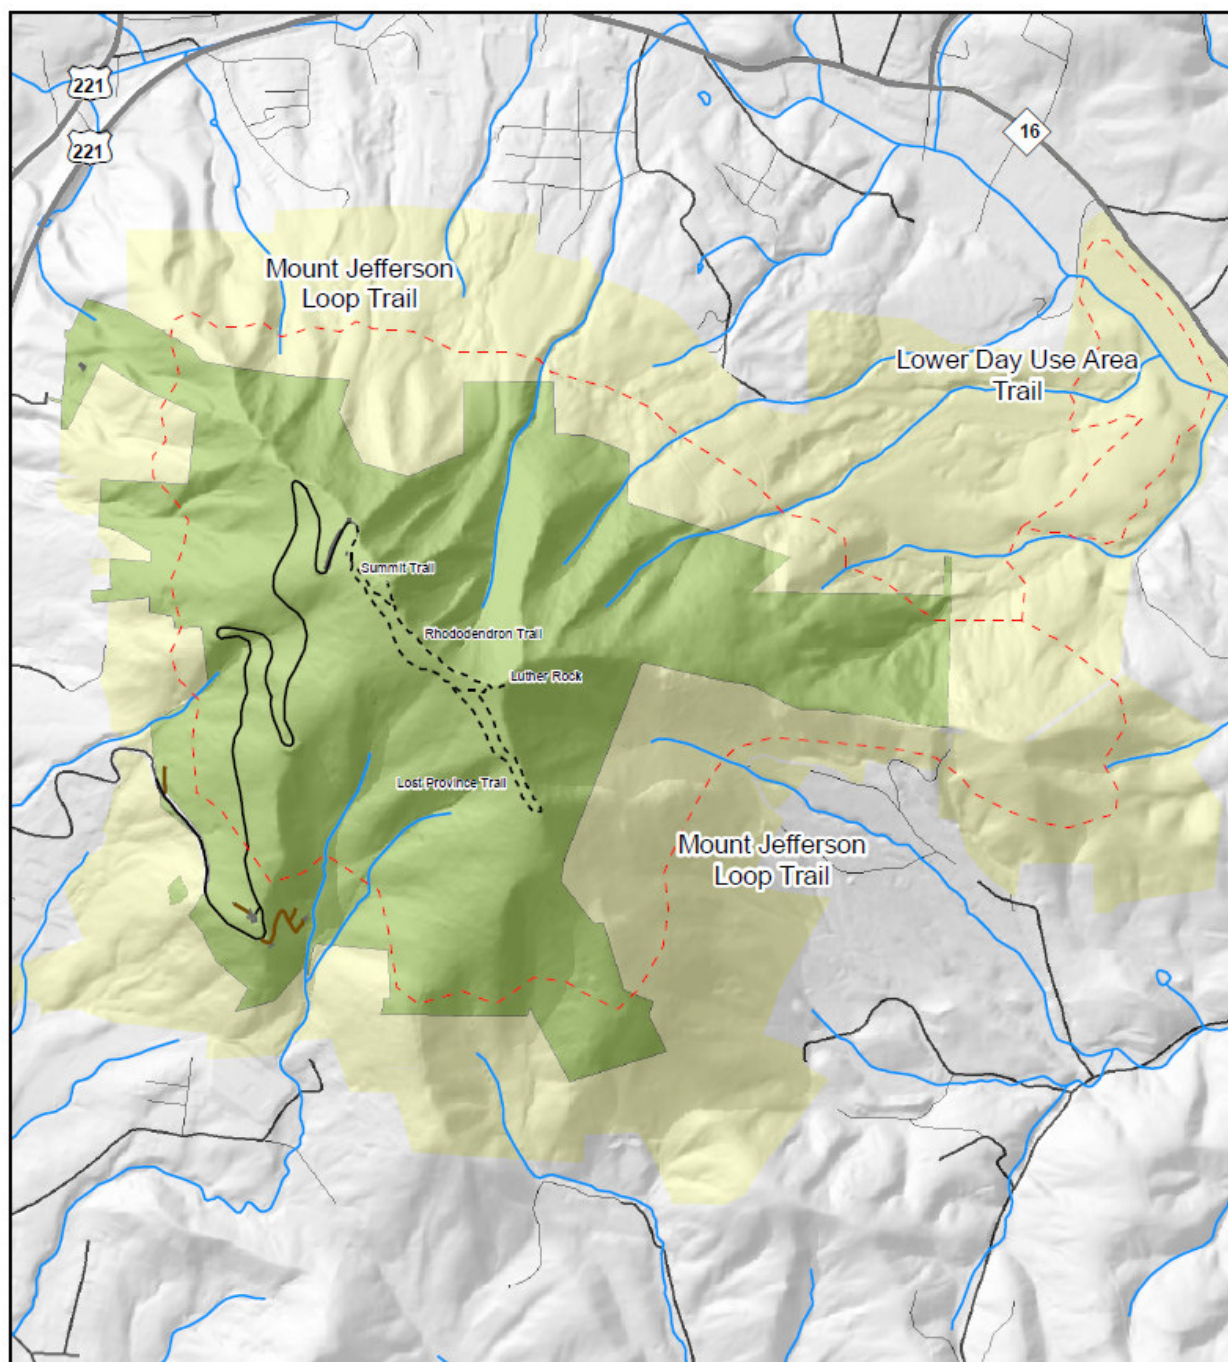 221
221
16
Mount Jefferson
Loop Trail
Lower Day Use Area
Trail
Summit Trail
Rhododendron Trail
Luther Rock
Lost Province Trail
Mount Jefferson
Loop Trail